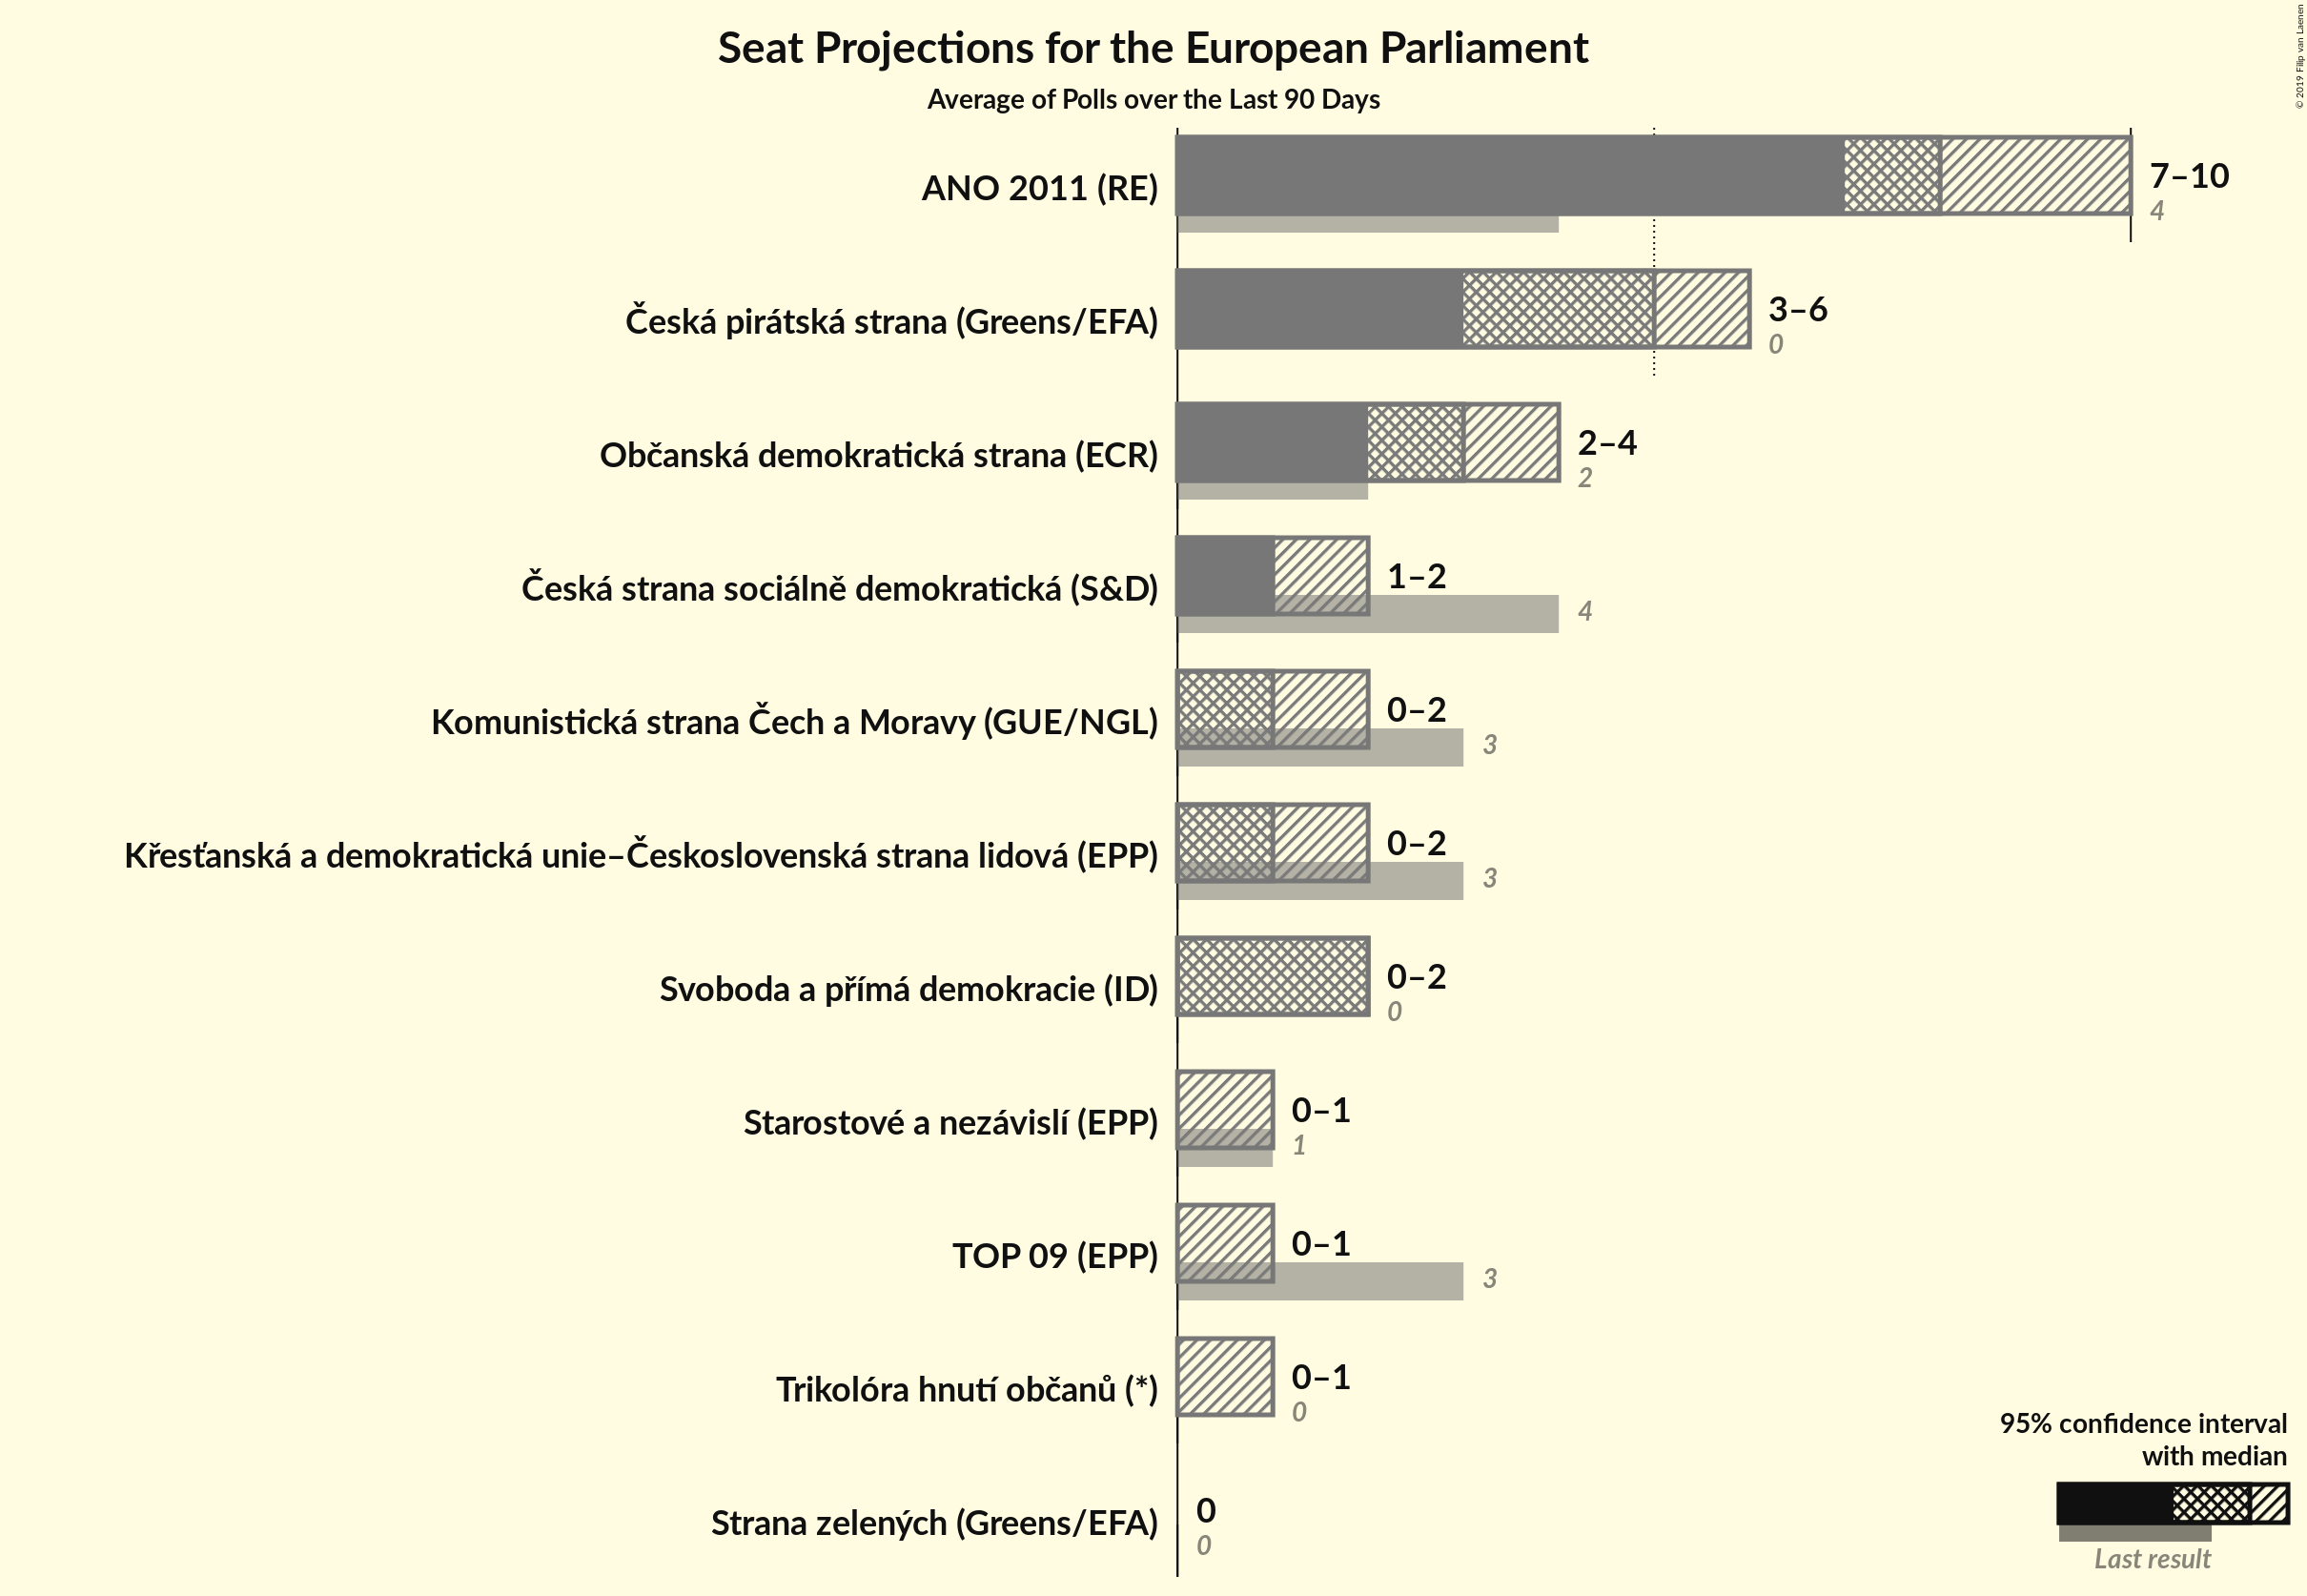 Seat Projections for the European Parliament
Average of Polls over the Last 90 Days
© 2019 Filip van Laenen
ANO 2011 (RE)
7–10
4
Česká pirátská strana (Greens/EFA)
3–6
0
Občanská demokratická strana (ECR)
2–4
2
Česká strana sociálně demokratická (S&D)
1–2
4
Komunistická strana Čech a Moravy (GUE/NGL)
0–2
3
Křesťanská a demokratická unie–Československá strana lidová (EPP)
0–2
3
Svoboda a přímá demokracie (ID)
0–2
0
Starostové a nezávislí (EPP)
0–1
1
TOP 09 (EPP)
0–1
3
Trikolóra hnutí občanů (*)
0–1
0
Strana zelených (Greens/EFA)
0
0
95% confidence interval
with median
Last result